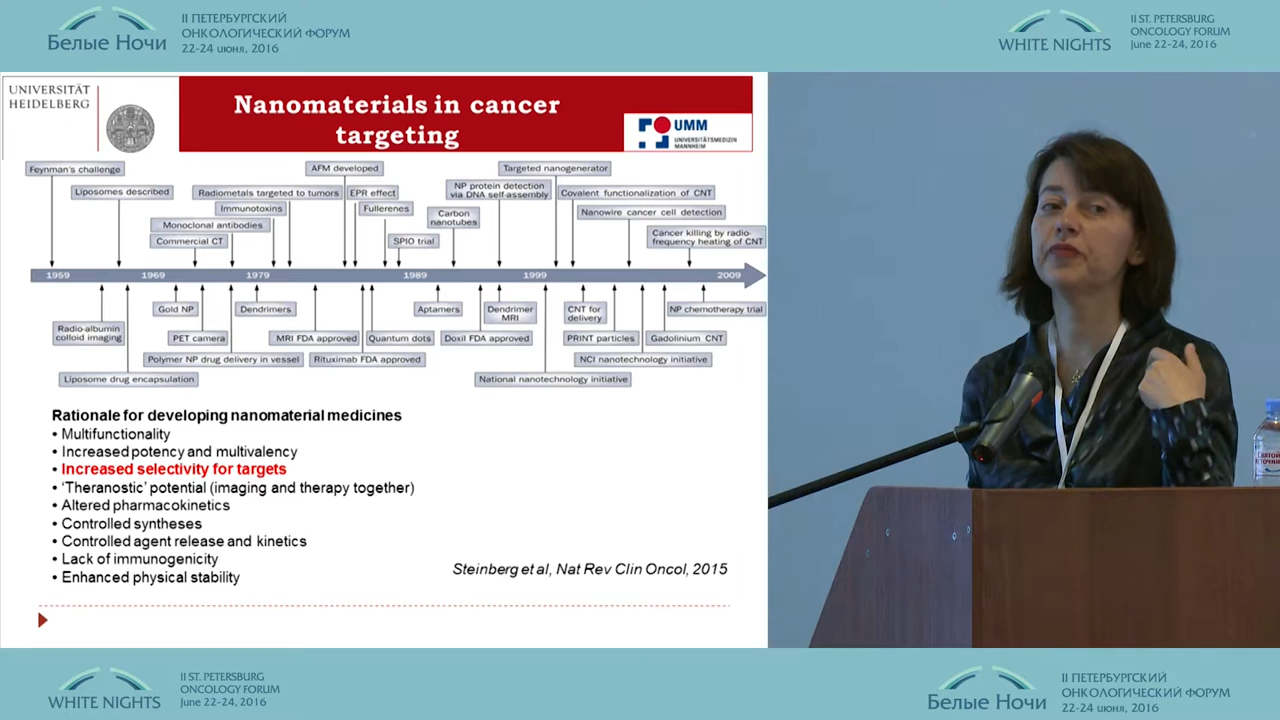 II ПЕТЕРБУРГСКИЙ
ОНКОЛОГИЧЕСКИЙ ФОРУМ
22-24 июня, 2016
Белые Ночи
II ST. PETERSBURG
ONCOLOGY FORUM
June 22-24, 2016
WHITE NIGHTS
UNIVERSITÄT
HEIDELBERG
Nanomaterials in cancer
targeting
UMM
UNIVERSITÄTSMEDIZIN
MANNHEIM
Feynman's challenge
AFM developed
Targeted nanogenerator
Liposomes described
Radiometals targeted to tumors
EPR effect
NP protein detection
via DNA self-assembly
Covalent functionalization of CNT
Immunotoxins
Fullerenes
Carbon
nanotubes
Nanowire cancer cell detection
Monoclonal antibodies
Commercial CT
SPIO trial
Cancer killing by radio-
frequency heating of CNT
1959
1969
1979
1989
1999
2009
Gold NP
Dendrimers
Aptamers
Dendrimer
MRI
CNT for
delivery
NP chemotherapy trial
Radio-albumin
colloid imaging
PET camera
MRI FDA approved
Quantum dots
Doxil FDA approved
PRINT particles
Gadolinium CNT
Polymer NP drug delivery in vessel
Rituximab FDA approved
NCI nanotechnology initiative
Liposome drug encapsulation
National nanotechnology initiative
Rationale for developing nanomaterial medicines
• Multifunctionality
• Increased potency and multivalency
• Increased selectivity for targets
• ‘Theranostic’ potential (imaging and therapy together)
• Altered pharmacokinetics
• Controlled syntheses
• Controlled agent release and kinetics
• Lack of immunogenicity
• Enhanced physical stability
Steinberg et al, Nat Rev Clin Oncol, 2015
WHITE NIGHTS
II ST. PETERSBURG
ONCOLOGY FORUM
June 22-24, 2016
Белые Ночи
II ПЕТЕРБУРГСКИЙ
ОНКОЛОГИЧЕСКИЙ ФОРУМ
22-24 июня, 2016